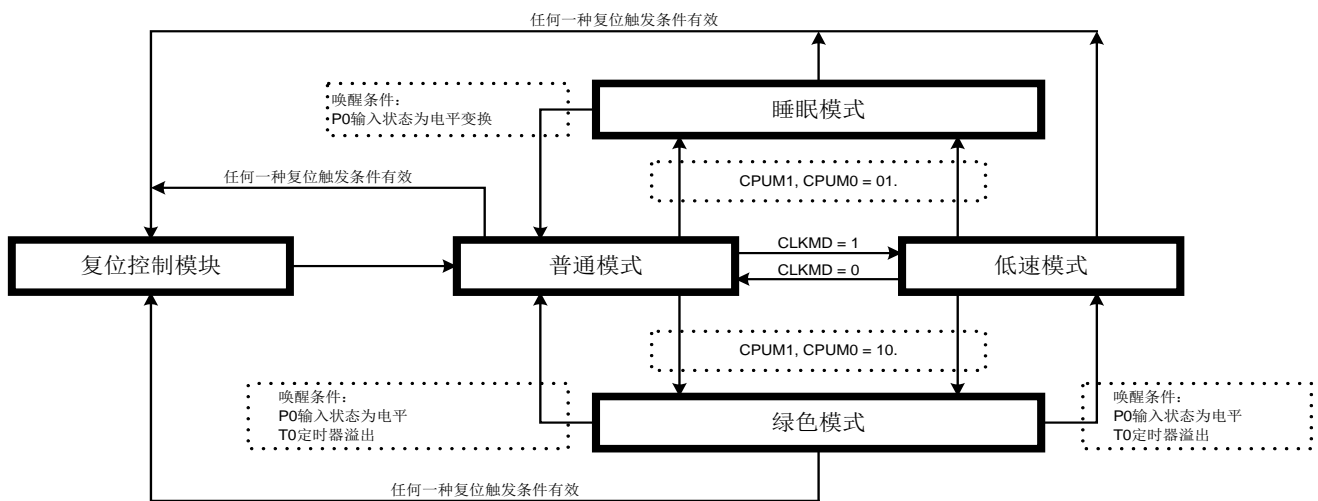 任何一种复位触发条件有效
唤醒条件：
P0输入状态为电平变换
睡眠模式
任何一种复位触发条件有效
CPUM1, CPUM0 = 01.
复位控制模块
普通模式
CLKMD = 1
CLKMD = 0
低速模式
CPUM1, CPUM0 = 10.
唤醒条件：
P0输入状态为电平
T0定时器溢出
绿色模式
唤醒条件：
P0输入状态为电平
T0定时器溢出
任何一种复位触发条件有效